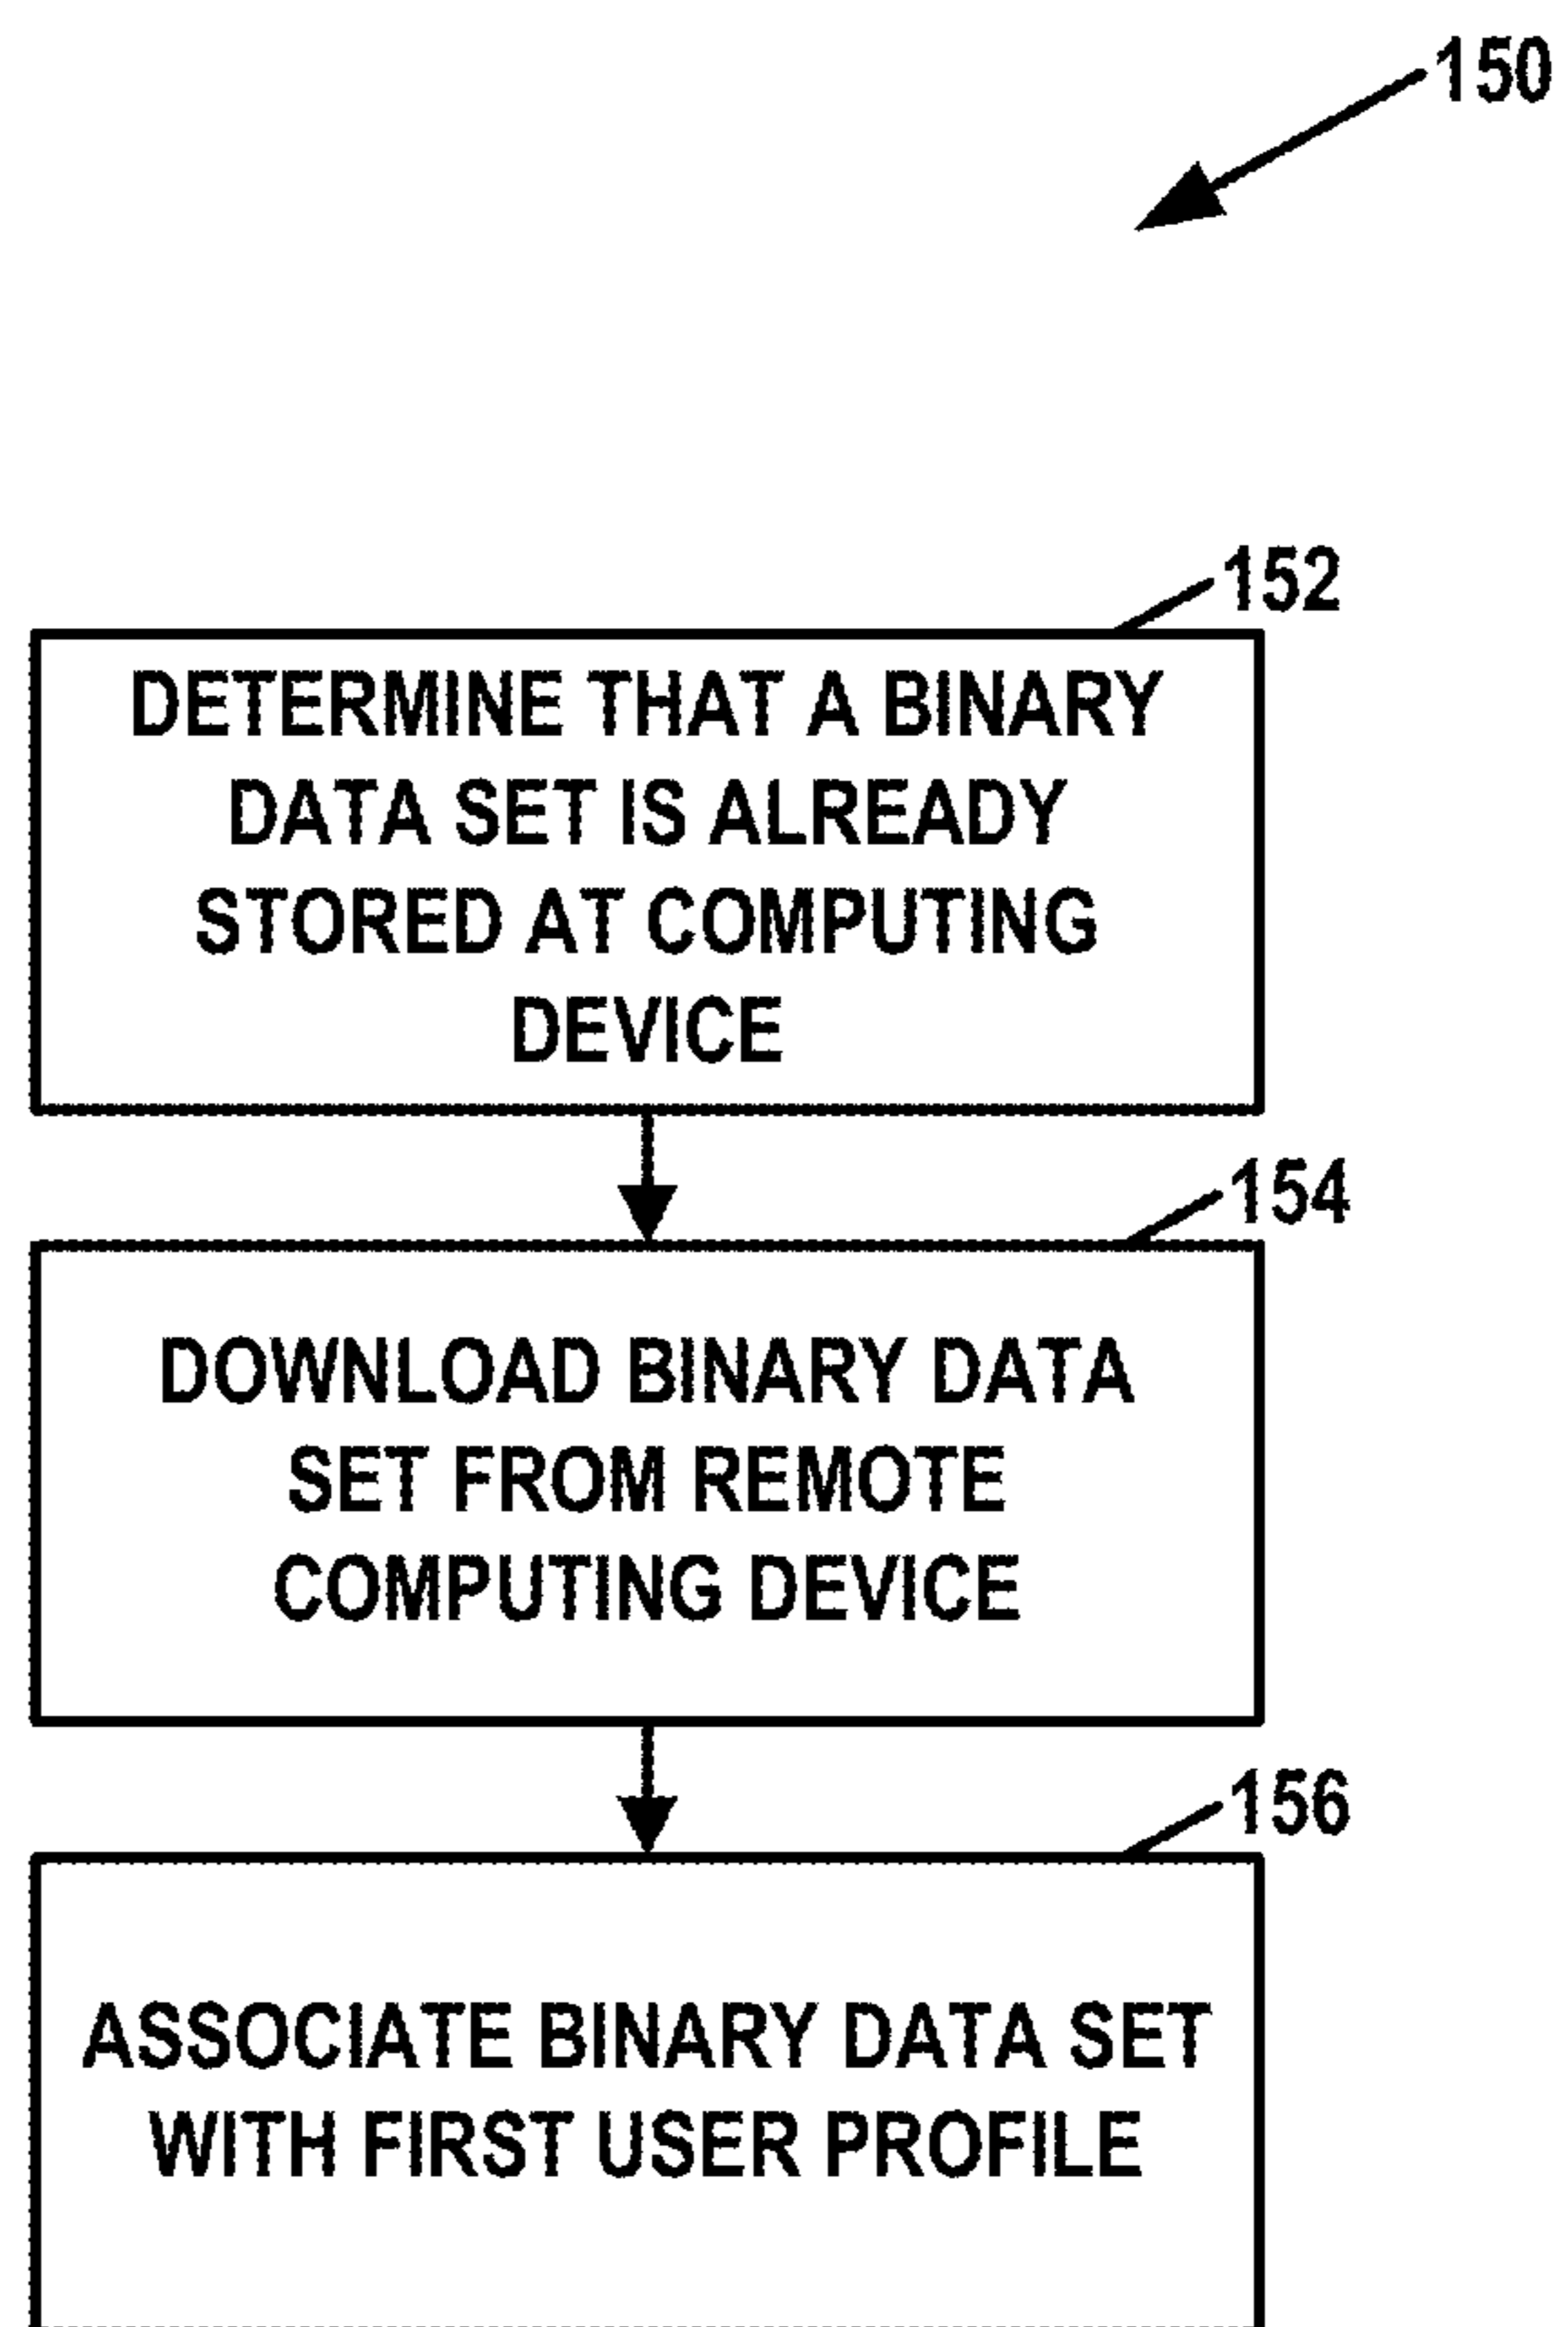 150
152
DETERMINE THAT A BINARY
DATA SET IS ALREADY
STORED AT COMPUTING
DEVICE
154
DOWNLOAD BINARY DATA
SET FROM REMOTE
COMPUTING DEVICE
156
ASSOCIATE BINARY DATA SET
WITH FIRST USER PROFILE